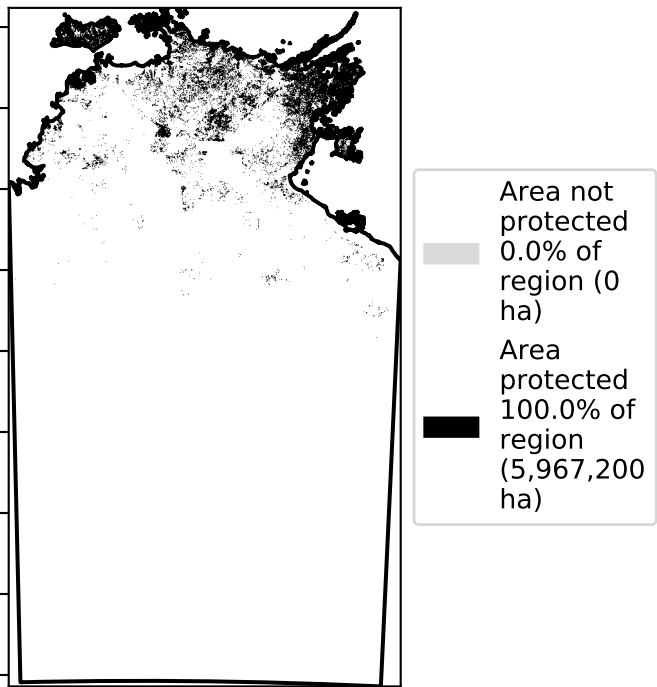 Area not
protected
0.0% of
region (0
ha)
Area
protected
100.0% of
region
(5,967,200
ha)